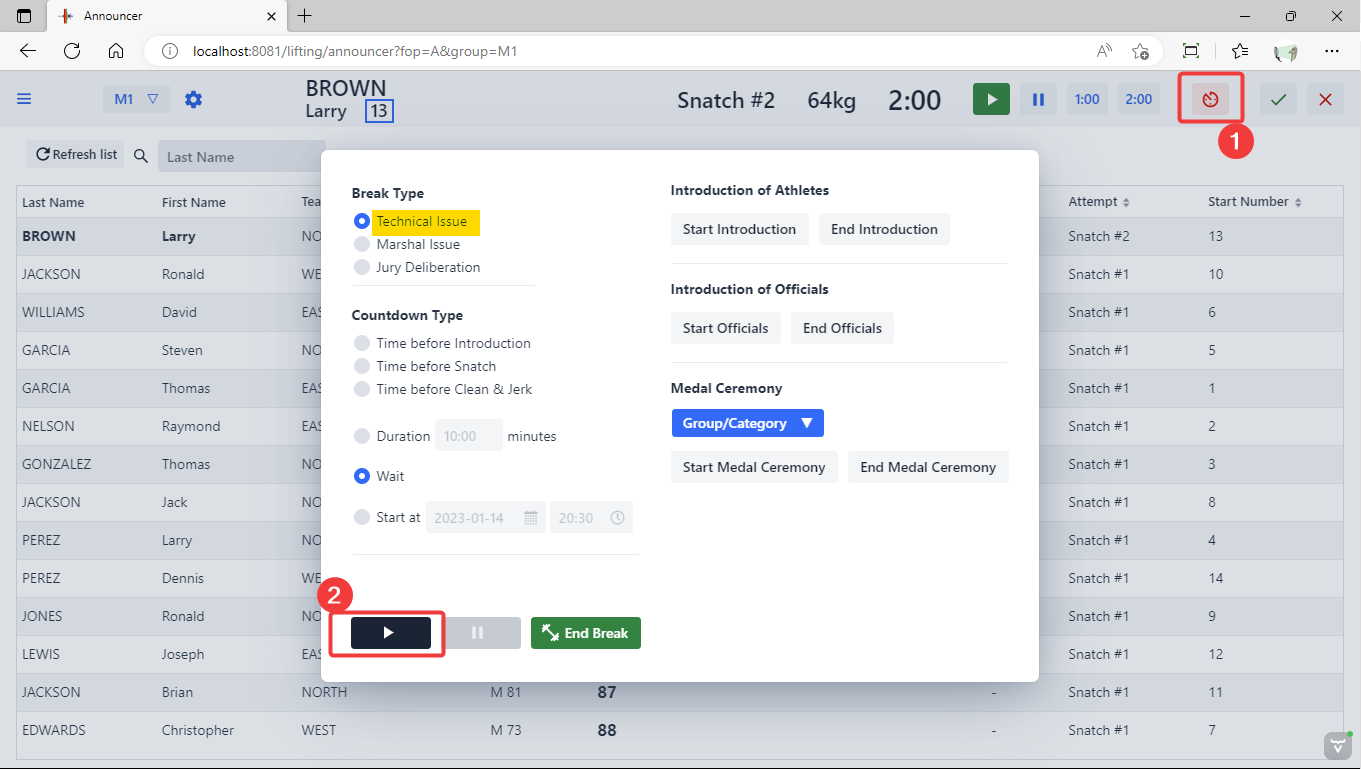 Announcer
localhost:8081/lifting/announcer?fop=A&group=M1
M1
BROWN
Larry 13
Snatch #2 64kg 2:00
1:00 2:00
1
Refresh list
Last Name
Last Name First Name Tea Attempt Start Number
BROWN Larry NO Snatch #2 13
JACKSON Ronald WE Snatch #1 10
WILLIAMS David EAS Snatch #1 6
GARCIA Steven NO Snatch #1 5
GARCIA Thomas EAS Snatch #1 1
NELSON Raymond EAS Snatch #1 2
GONZALEZ Thomas NO Snatch #1 3
JACKSON Jack NO Snatch #1 8
PEREZ Larry NO Snatch #1 4
PEREZ Dennis WE Snatch #1 14
JONES Ronald NO Snatch #1 9
LEWIS Joseph EAS Snatch #1 12
JACKSON Brian NORTH M 81 87 - Snatch #1 11
EDWARDS Christopher WEST M 73 88 - Snatch #1 7
Break Type
Technical Issue
Marshal Issue
Jury Deliberation
Countdown Type
Time before Introduction
Time before Snatch
Time before Clean & Jerk
Duration 10:00 minutes
Wait
Start at 2023-01-14 20:30
2
End Break
Introduction of Athletes
Start Introduction End Introduction
Introduction of Officials
Start Officials End Officials
Medal Ceremony
Group/Category
Start Medal Ceremony End Medal Ceremony